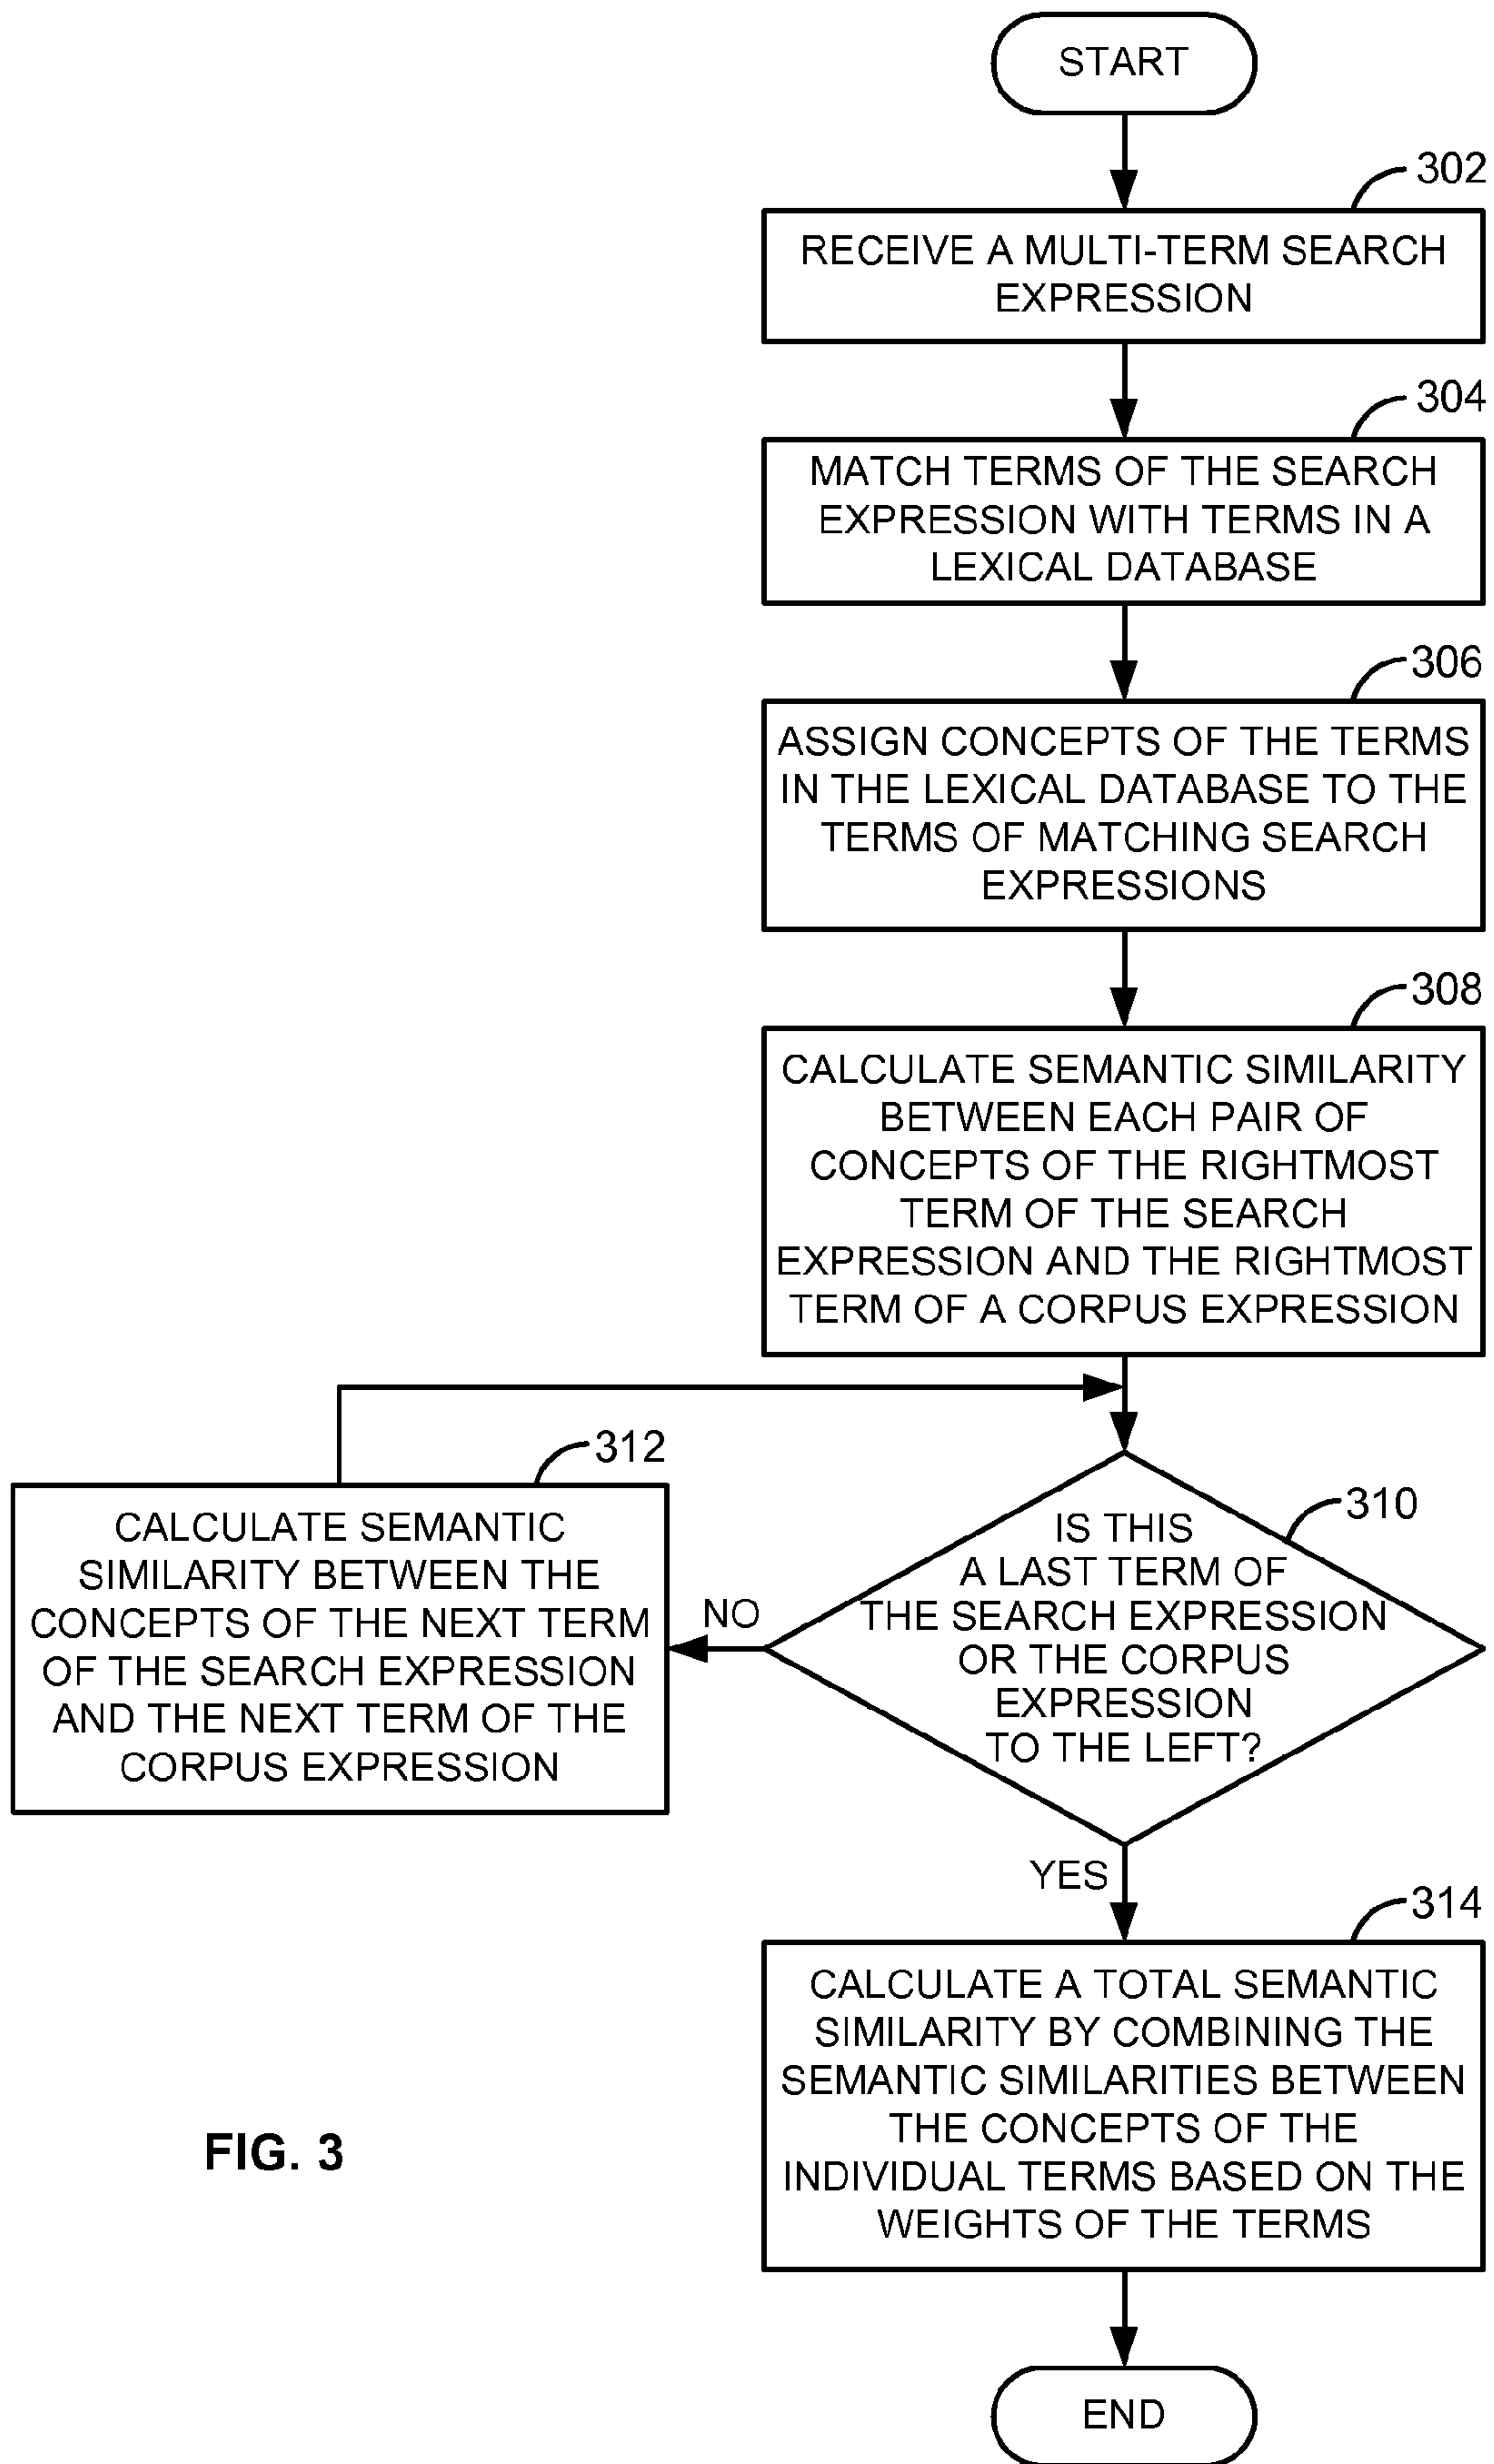 START
302
RECEIVE A MULTI-TERM SEARCH
EXPRESSION
304
MATCH TERMS OF THE SEARCH
EXPRESSION WITH TERMS IN A
LEXICAL DATABASE
306
ASSIGN CONCEPTS OF THE TERMS
IN THE LEXICAL DATABASE TO THE
TERMS OF MATCHING SEARCH
EXPRESSIONS
308
CALCULATE SEMANTIC SIMILARITY
BETWEEN EACH PAIR OF
CONCEPTS OF THE RIGHTMOST
TERM OF THE SEARCH
EXPRESSION AND THE RIGHTMOST
TERM OF A CORPUS EXPRESSION
312
CALCULATE SEMANTIC
SIMILARITY BETWEEN THE
CONCEPTS OF THE NEXT TERM
OF THE SEARCH EXPRESSION
AND THE NEXT TERM OF THE
CORPUS EXPRESSION
NO
310
IS THIS
A LAST TERM OF
THE SEARCH EXPRESSION
OR THE CORPUS
EXPRESSION
TO THE LEFT?
YES
314
CALCULATE A TOTAL SEMANTIC
SIMILARITY BY COMBINING THE
SEMANTIC SIMILARITIES BETWEEN
THE CONCEPTS OF THE
INDIVIDUAL TERMS BASED ON THE
WEIGHTS OF THE TERMS
FIG. 3
END